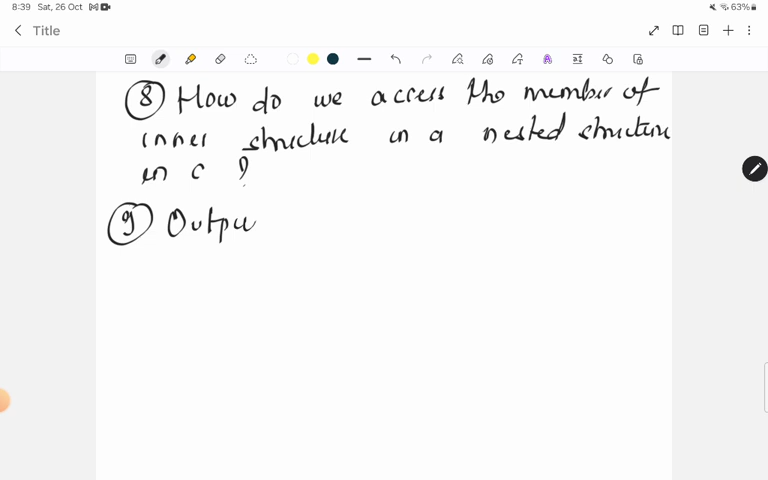 8:39 Sat, 26 Oct 63%
Title
8 How do we access the member of
inner structure in a nested structure
in c ?
9 Outpu